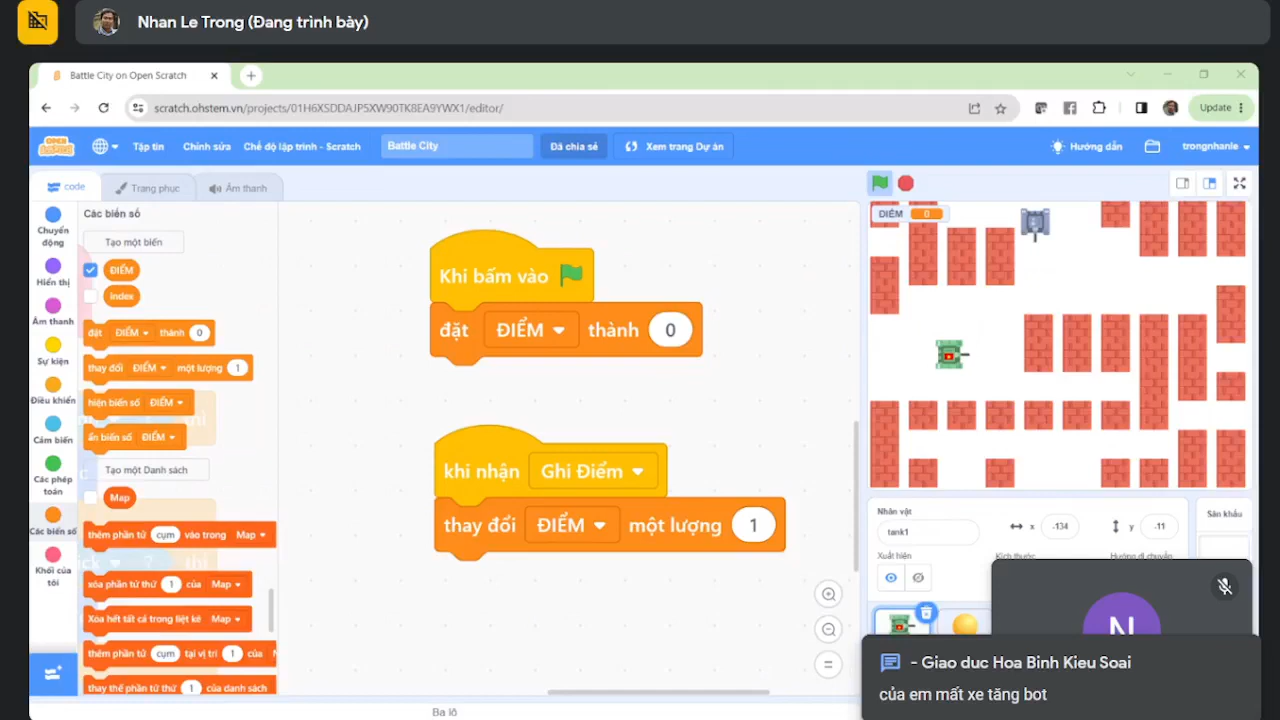 Nhan Le Trong (Đang trình bày)
Battle City on Open Scratch
scratch.ohstem.vn/projects/01H6XSDDAJP5XW90TK8EA9YWX1/editor/
Update
Tập tin
Chỉnh sửa
Chế độ lập trình - Scratch
Battle City
Đã chia sẻ
Xem trang Dự án
Hướng dẫn
trongnhanle
code
Trang phục
Âm thanh
Chuyển động
Hiển thị
Âm thanh
Sự kiện
Điều khiển
Cảm biến
Các phép toán
Các biến số
Khối của tôi
Các biến số
Tạo một biến
ĐIỂM
Index
đặt ĐIỂM thành 0
thay đổi ĐIỂM một lượng 1
hiện biến số ĐIỂM
ẩn biến số ĐIỂM
Tạo một Danh sách
Map
thêm phần tử cụm vào trong Map
xóa phần tử thứ 1 của Map
Xóa hết tất cả trong liệt kê Map
thêm phần tử cụm tại vị trí 1 của
thay thế phần tử thứ 1 của danh sách
Khi bấm vào
đặt ĐIỂM thành 0
khi nhận Ghi Điểm
thay đổi ĐIỂM một lượng 1
Ba lô
ĐIỂM 0
Nhân vật
tank1
x -134
y -11
Xuất hiện
Kích thước
Hướng di chuyển
Sân khấu
N
- Giao duc Hoa Binh Kieu Soai
của em mất xe tăng bot